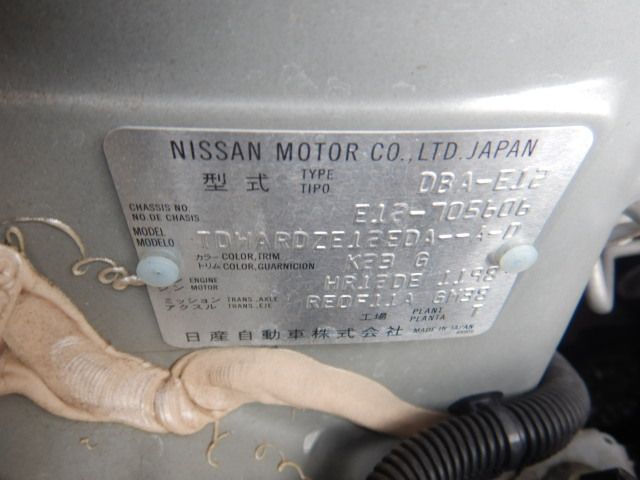 NISSAN MOTOR CO., LTD. JAPAN
型式 TYPE TIPO DBA-E12
CHASSIS NO. NO. DE CHASIS E12-705606
MODEL MODELO TDHARDZE12EDA--A-D
カラー COLOR, TRIM トリム COLOR, GUARNICION K23 G
ENGINE MOTOR HR12DE 1198
ミッション アクスル TRANS. AXLE TRANS. EJE RE0F11A GM38
工場 PLANT PLANTA T
日産自動車株式会社 MADE IN JAPAN